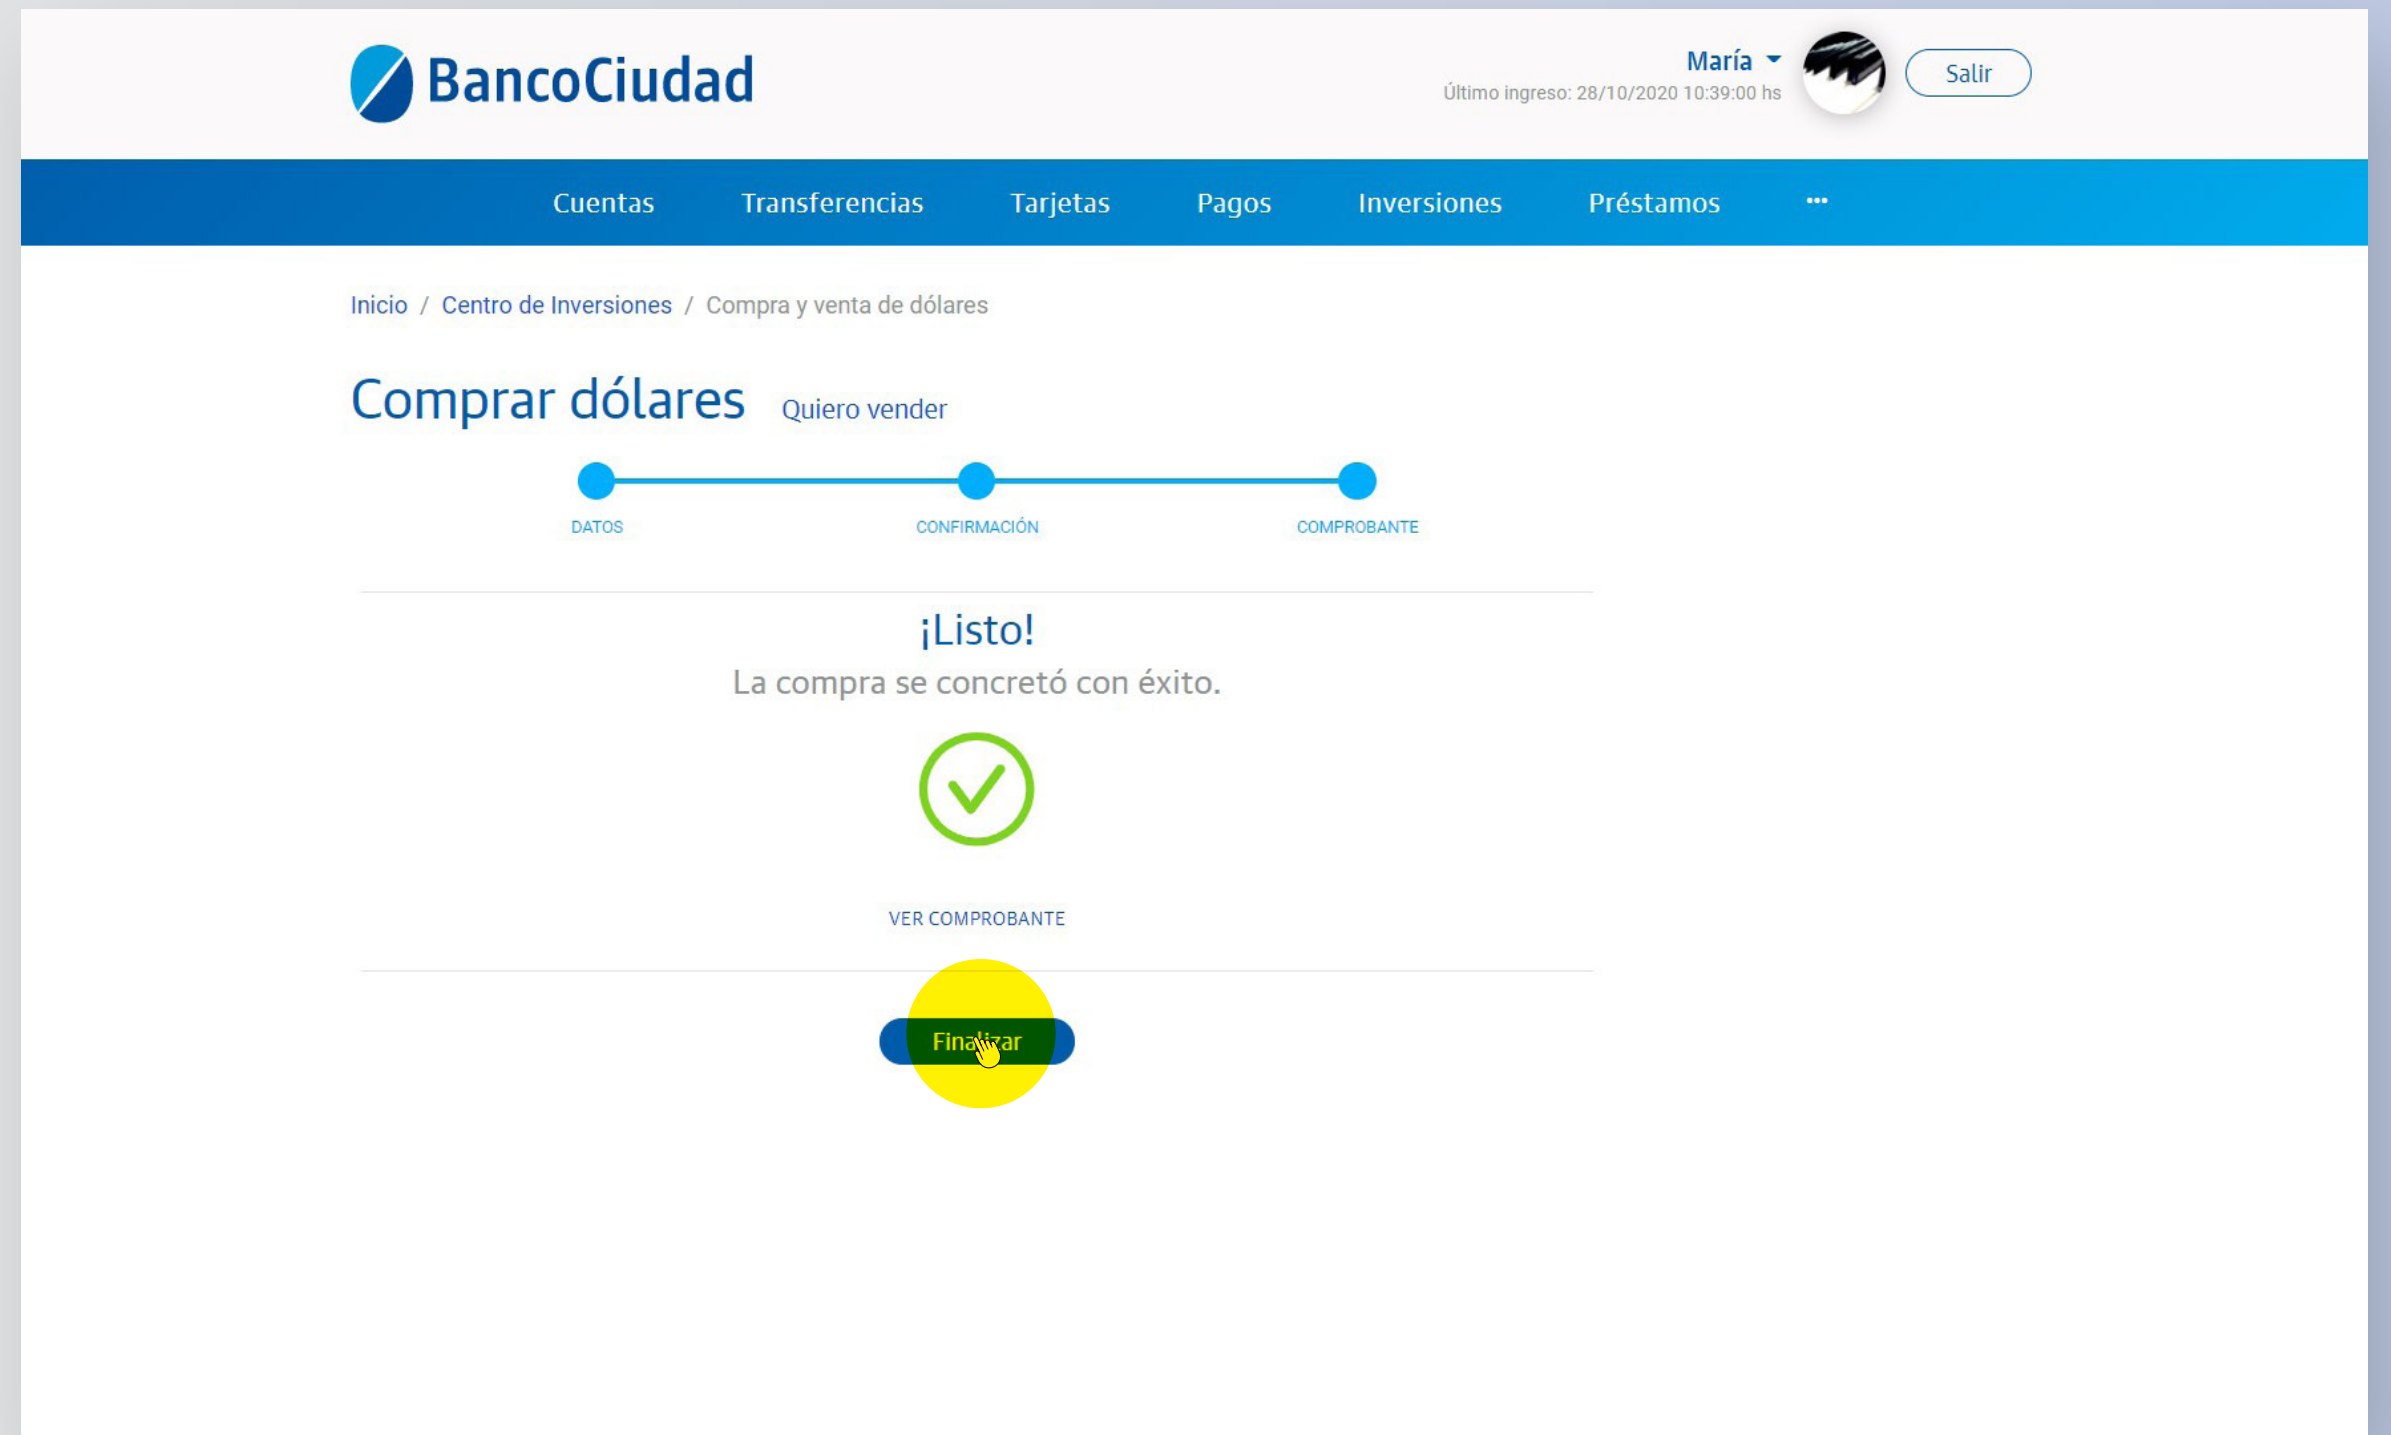 BancoCiudad
María
Último ingreso: 28/10/2020 10:39:00 hs
Salir
Cuentas Transferencias Tarjetas Pagos Inversiones Préstamos ...
Inicio / Centro de Inversiones / Compra y venta de dólares
Comprar dólares Quiero vender
DATOS CONFIRMACIÓN COMPROBANTE
¡Listo!
La compra se concretó con éxito.
VER COMPROBANTE
Finalizar